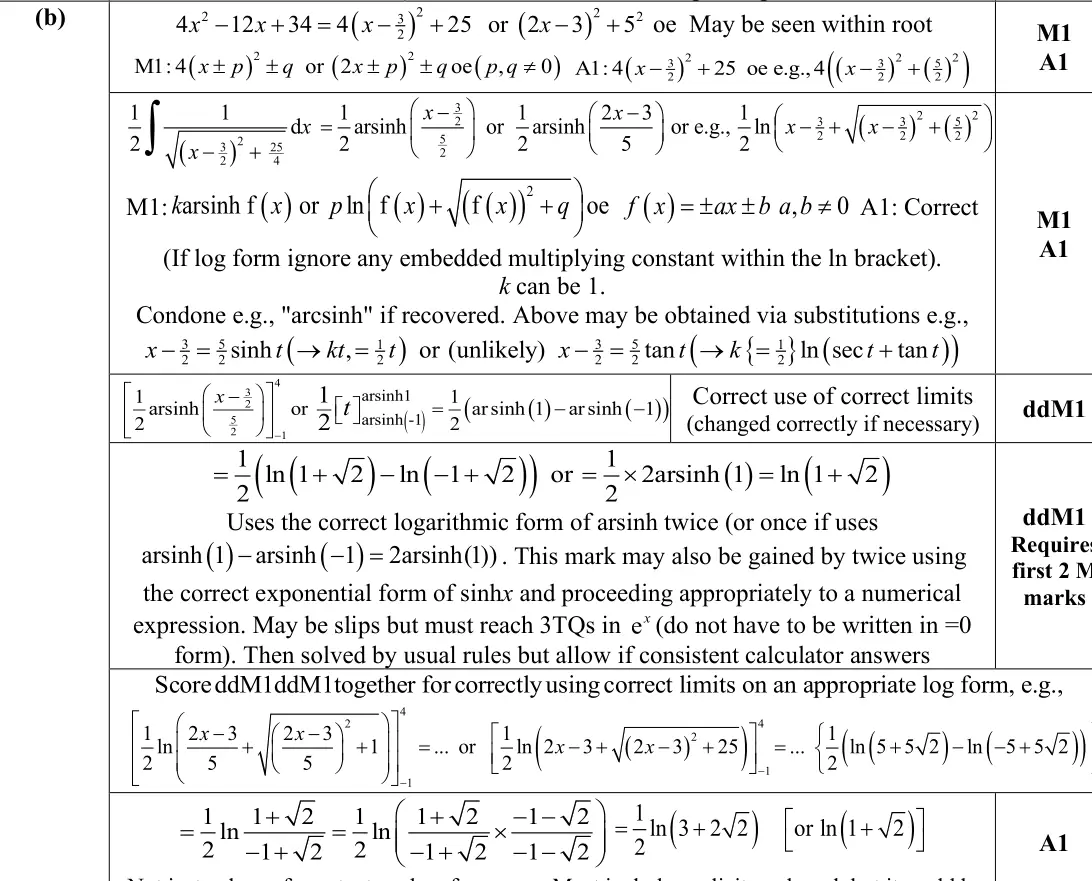 (b)
4x² −12x + 34 = 4(x − 3/2)² + 25 or (2x − 3)² + 5² oe May be seen within root
M1: 4(x ± p)² ± q or (2x ± p)² ± q oe (p, q ≠ 0) A1: 4(x − 3/2)² + 25 oe e.g., 4((x − 3/2)² + (5/2)²)
M1
A1
1/2 ∫ 1/√((x − 3/2)² + 25/4) dx = 1/2 arsinh((x − 3/2)/(5/2)) or 1/2 arsinh((2x − 3)/5) or e.g., 1/2 ln(x − 3/2 + √((x − 3/2)² + (5/2)²))
M1: karsinh f(x) or p ln(f(x) + √((f(x))² + q)) oe f(x) = ±ax ± b a, b ≠ 0 A1: Correct
(If log form ignore any embedded multiplying constant within the ln bracket).
k can be 1.
Condone e.g., "arcsinh" if recovered. Above may be obtained via substitutions e.g.,
x − 3/2 = 5/2 sinh t (→ kt, = 1/2 t) or (unlikely) x − 3/2 = 5/2 tan t (→ k {= 1/2} ln(sec t + tan t))
M1
A1
[1/2 arsinh((x − 3/2)/(5/2))]₋₁⁴ or 1/2 [t]_{arsinh(-1)}^{arsinh1} = 1/2 (arsinh(1) − arsinh(−1))
Correct use of correct limits
(changed correctly if necessary)
ddM1
= 1/2 (ln(1 + √2) − ln(−1 + √2)) or = 1/2 × 2arsinh(1) = ln(1 + √2)
Uses the correct logarithmic form of arsinh twice (or once if uses
arsinh(1) − arsinh(−1) = 2arsinh(1)). This mark may also be gained by twice using
the correct exponential form of sinhx and proceeding appropriately to a numerical
expression. May be slips but must reach 3TQs in eˣ (do not have to be written in =0
form). Then solved by usual rules but allow if consistent calculator answers
ddM1
Requires
first 2 M
marks
Score ddM1ddM1 together for correctly using correct limits on an appropriate log form, e.g.,
[1/2 ln((2x − 3)/5 + √(((2x − 3)/5)² + 1))]₋₁⁴ = ... or [1/2 ln(2x − 3 + √((2x − 3)² + 25))]₋₁⁴ = ... {1/2 (ln(5 + 5√2) − ln(−5 + 5√2))
= 1/2 ln (1 + √2)/(−1 + √2) = 1/2 ln((1 + √2)/(−1 + √2) × (−1 − √2)/(−1 − √2)) = 1/2 ln(3 + 2√2) [or ln(1 + √2)]
A1